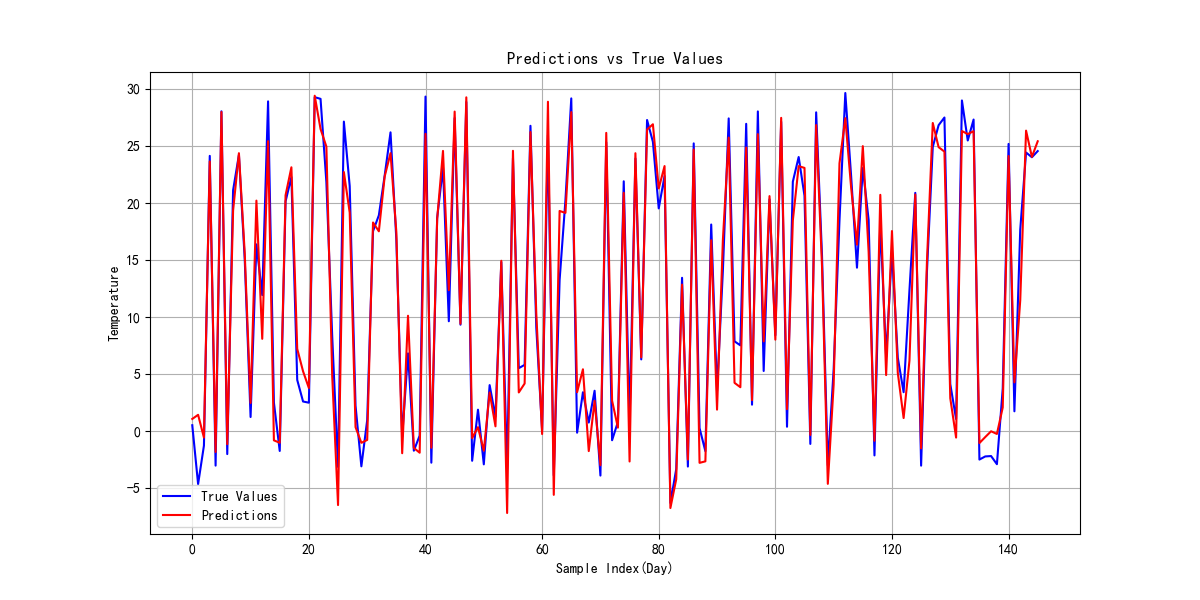 Predictions vs True Values
Temperature
30
25
20
15
10
5
0
−5
True Values
Predictions
0 20 40 60 80 100 120 140
Sample Index(Day)